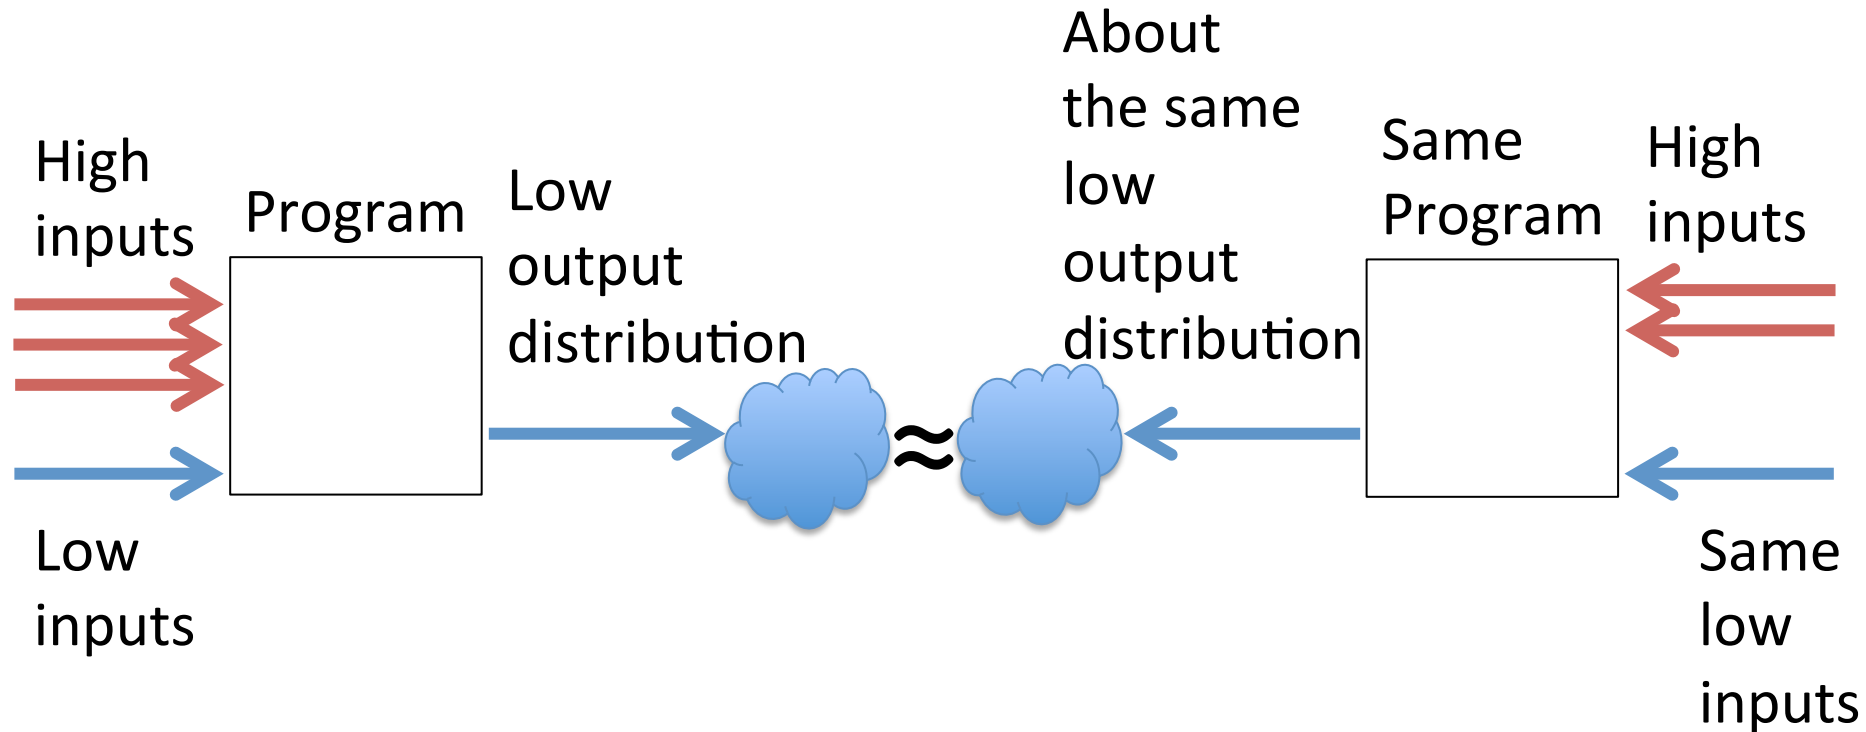 High
inputs
Program
Low
output
distribution
Low
inputs
≈
About
the same
low
output
distribution
Same
Program
High
inputs
Same
low
inputs